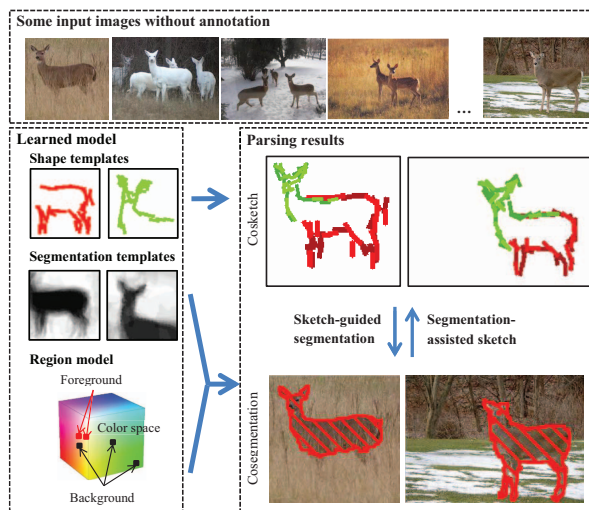 Some input images without annotation
...
Learned model
Shape templates
Segmentation templates
Region model
Foreground
Color space
Background
Parsing results
Cosketch
Sketch-guided
segmentation
Segmentation-
assisted sketch
Cosegmentation